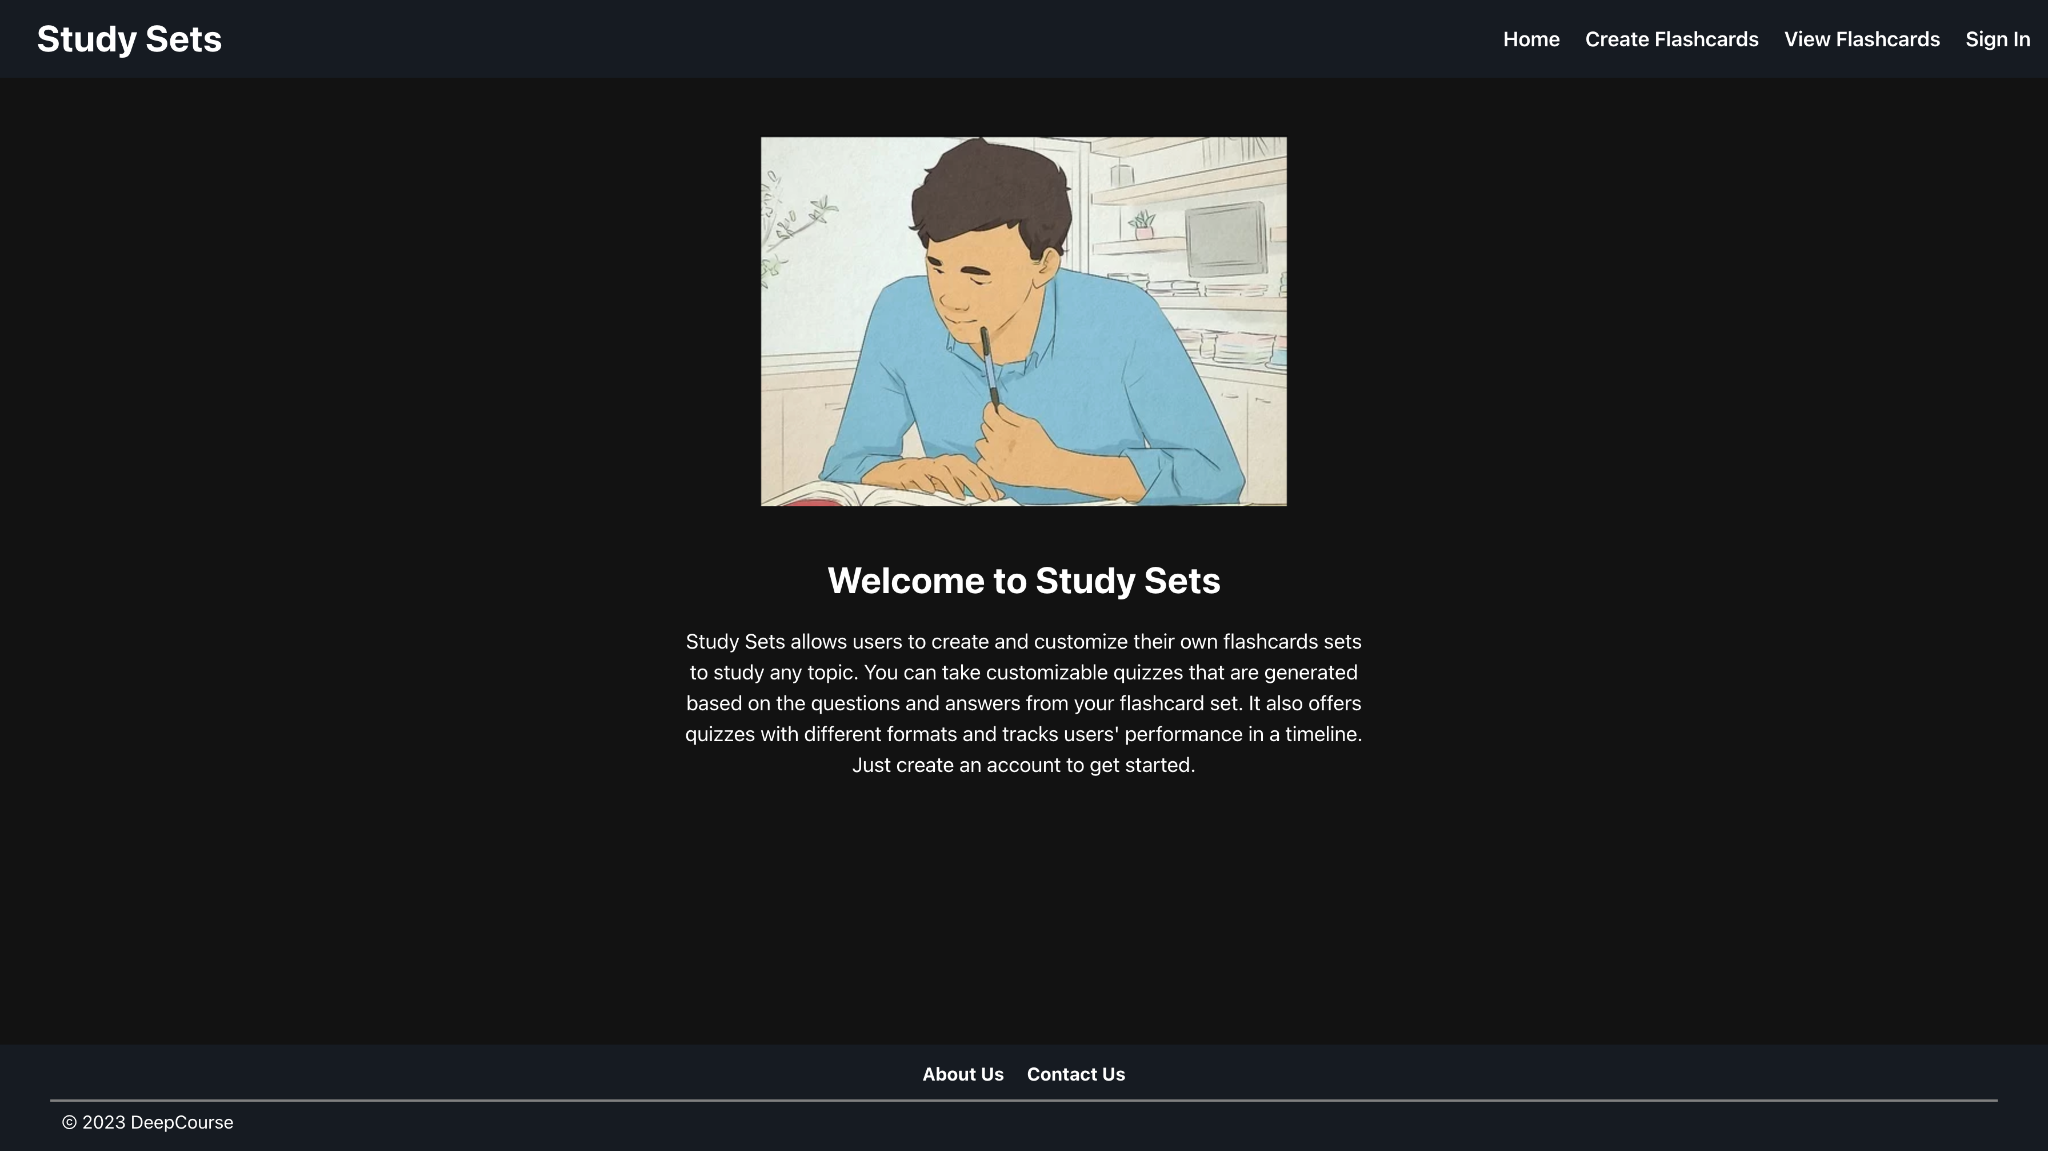 Study Sets
Home Create Flashcards View Flashcards Sign In
Welcome to Study Sets
Study Sets allows users to create and customize their own flashcards sets
to study any topic. You can take customizable quizzes that are generated
based on the questions and answers from your flashcard set. It also offers
quizzes with different formats and tracks users' performance in a timeline.
Just create an account to get started.
About Us Contact Us
© 2023 DeepCourse